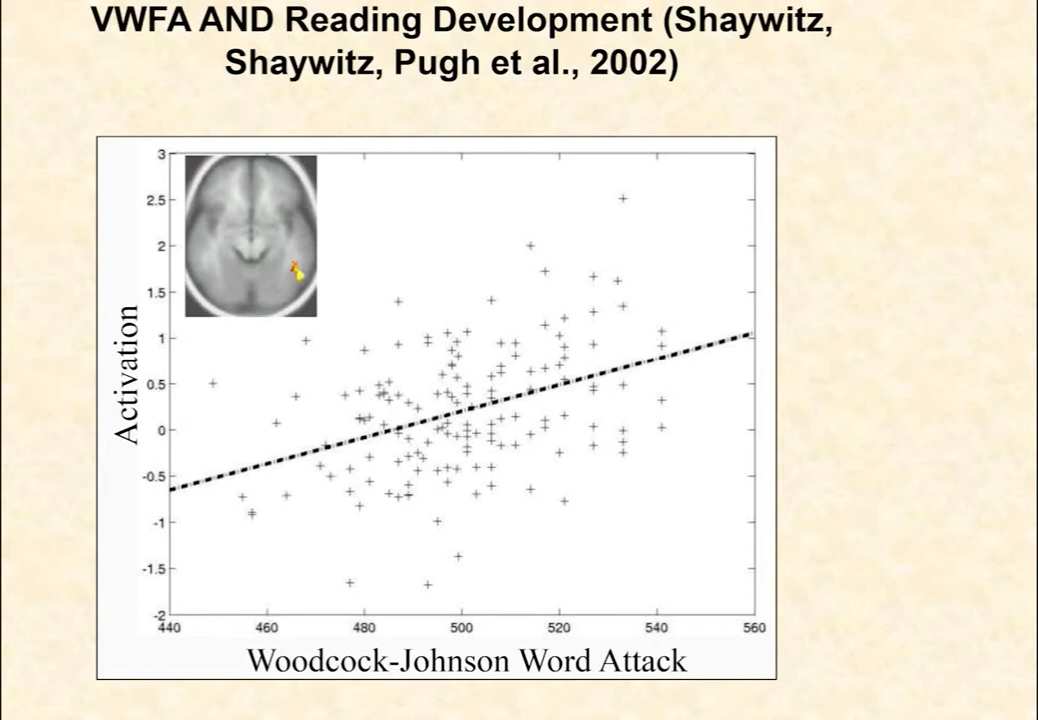 VWFA AND Reading Development (Shaywitz,
Shaywitz, Pugh et al., 2002)
3
2.5
2
1.5
1
0.5
0
-0.5
-1
-1.5
-2
Activation
440 460 480 500 520 540 560
Woodcock-Johnson Word Attack